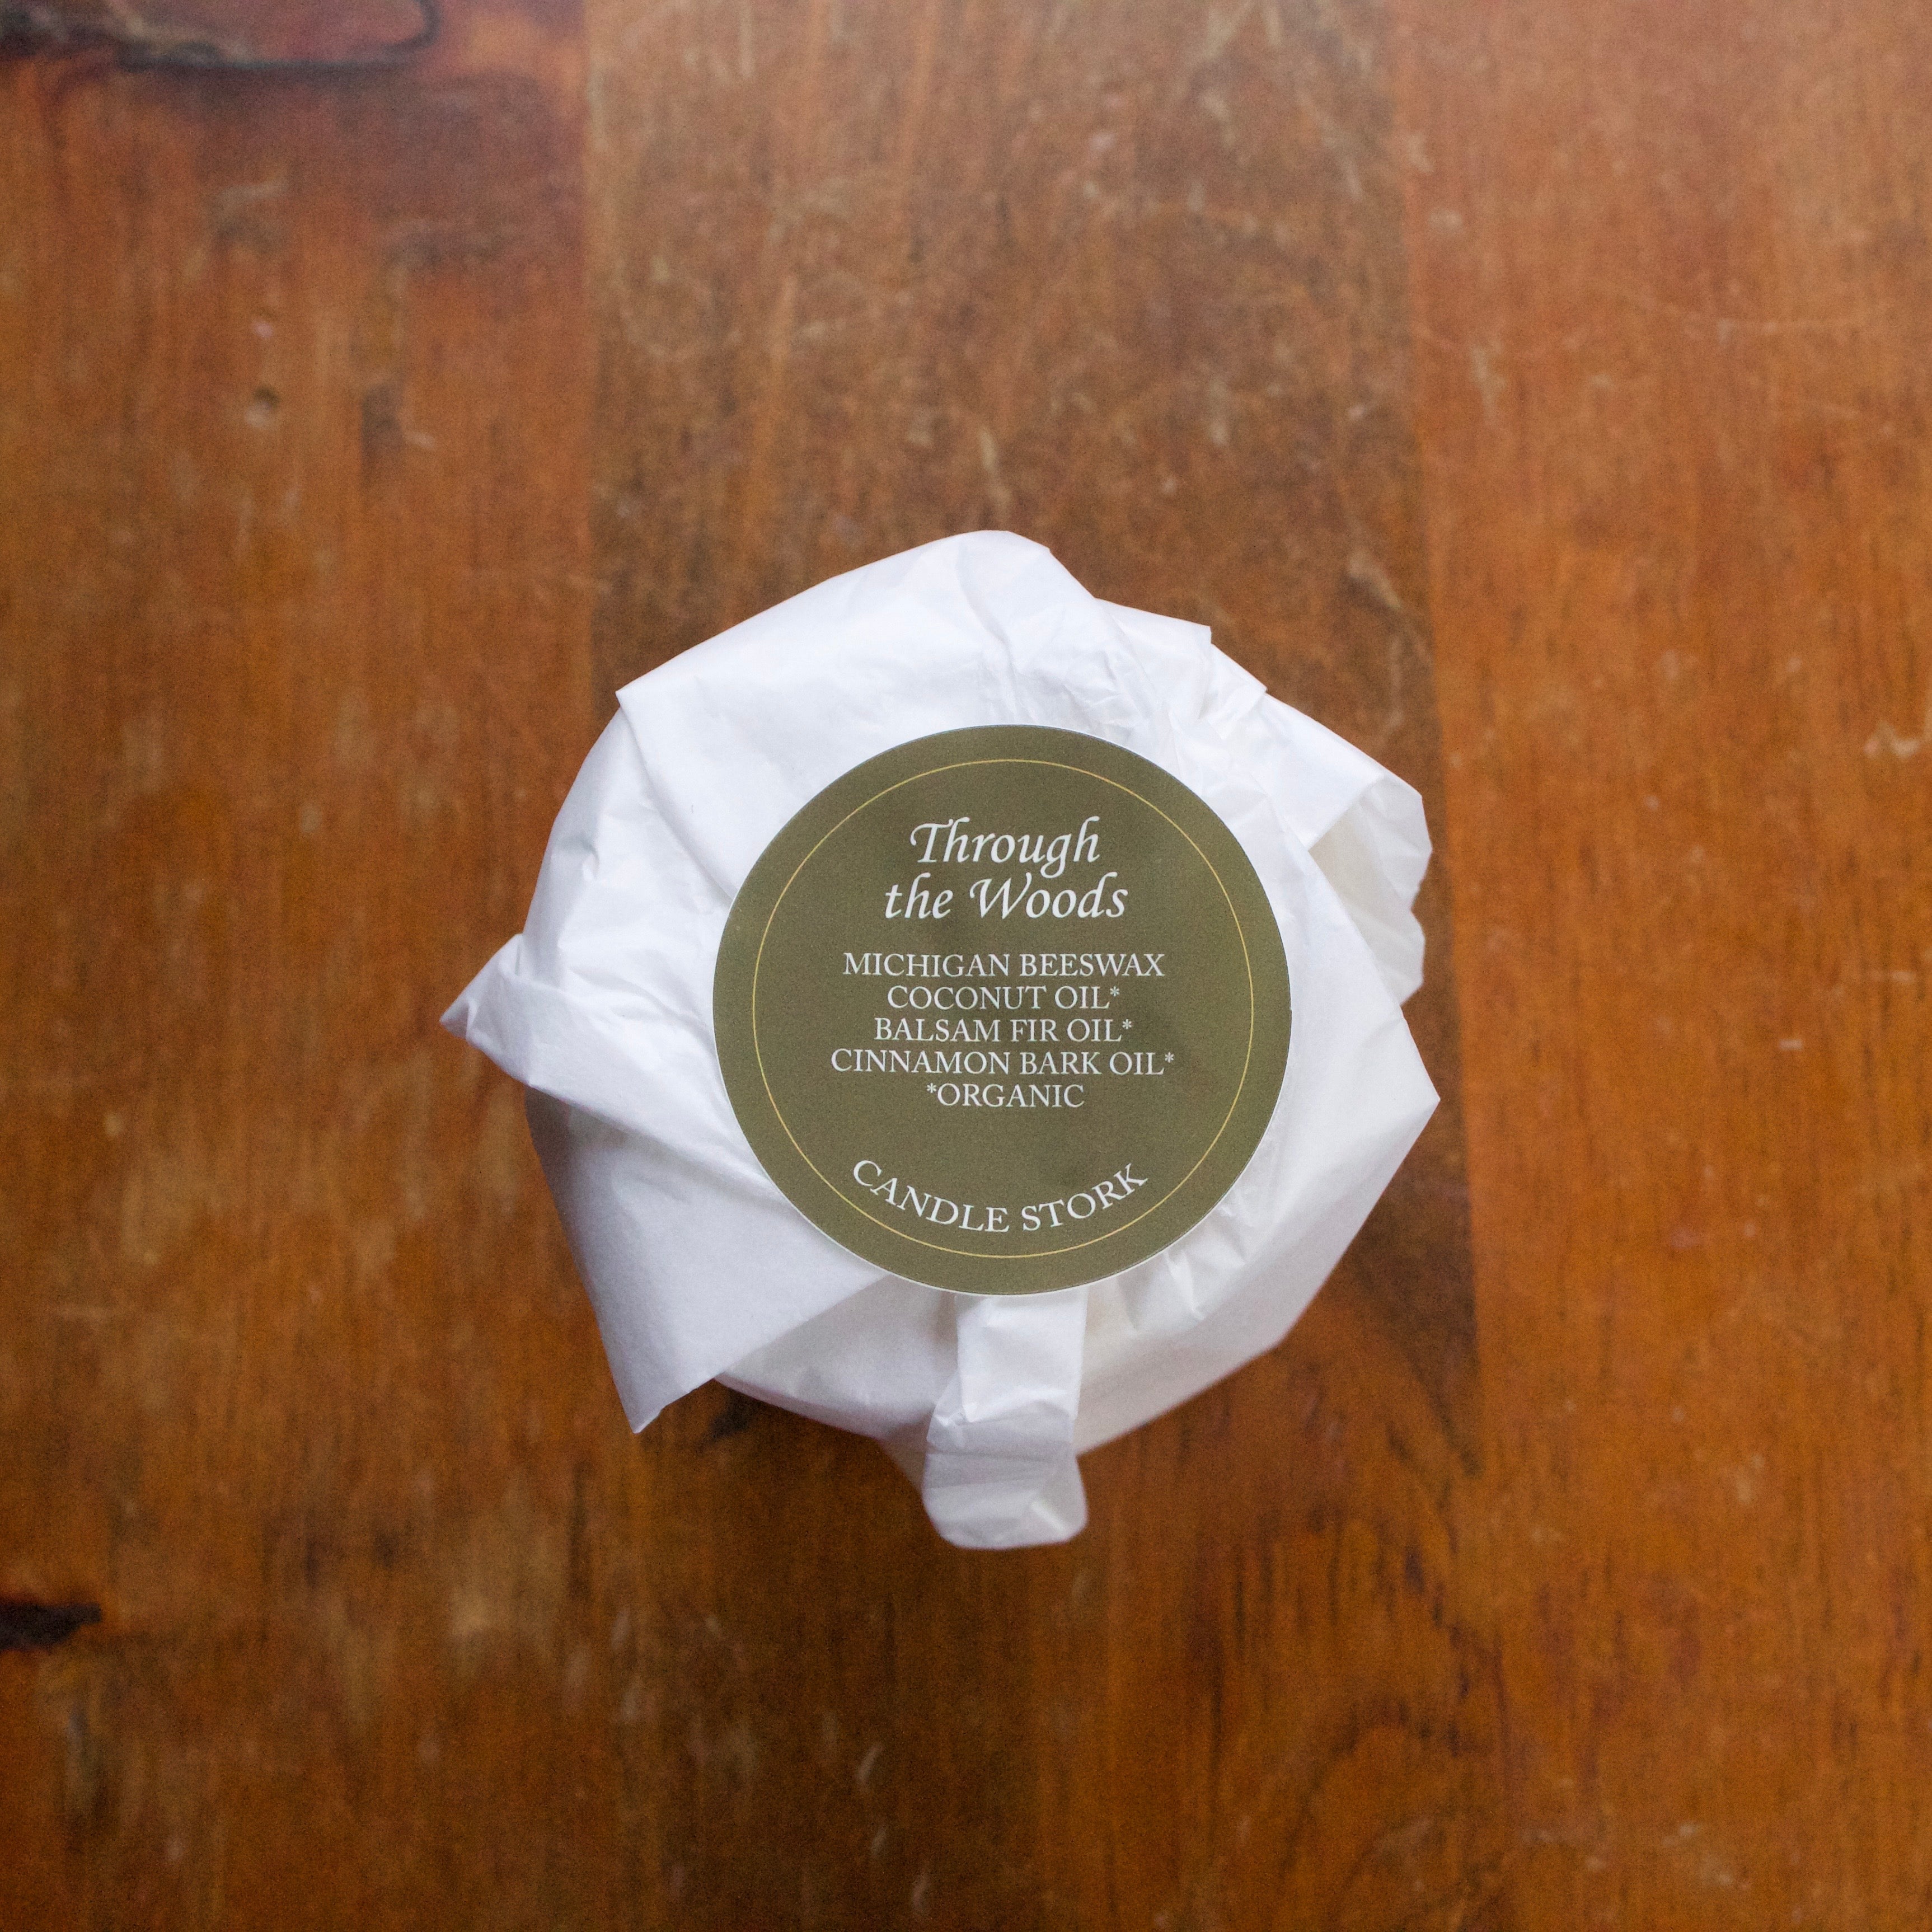 Through
the Woods
MICHIGAN BEESWAX
COCONUT OIL*
BALSAM FIR OIL*
CINNAMON BARK OIL*
*ORGANIC
CANDLE STORK